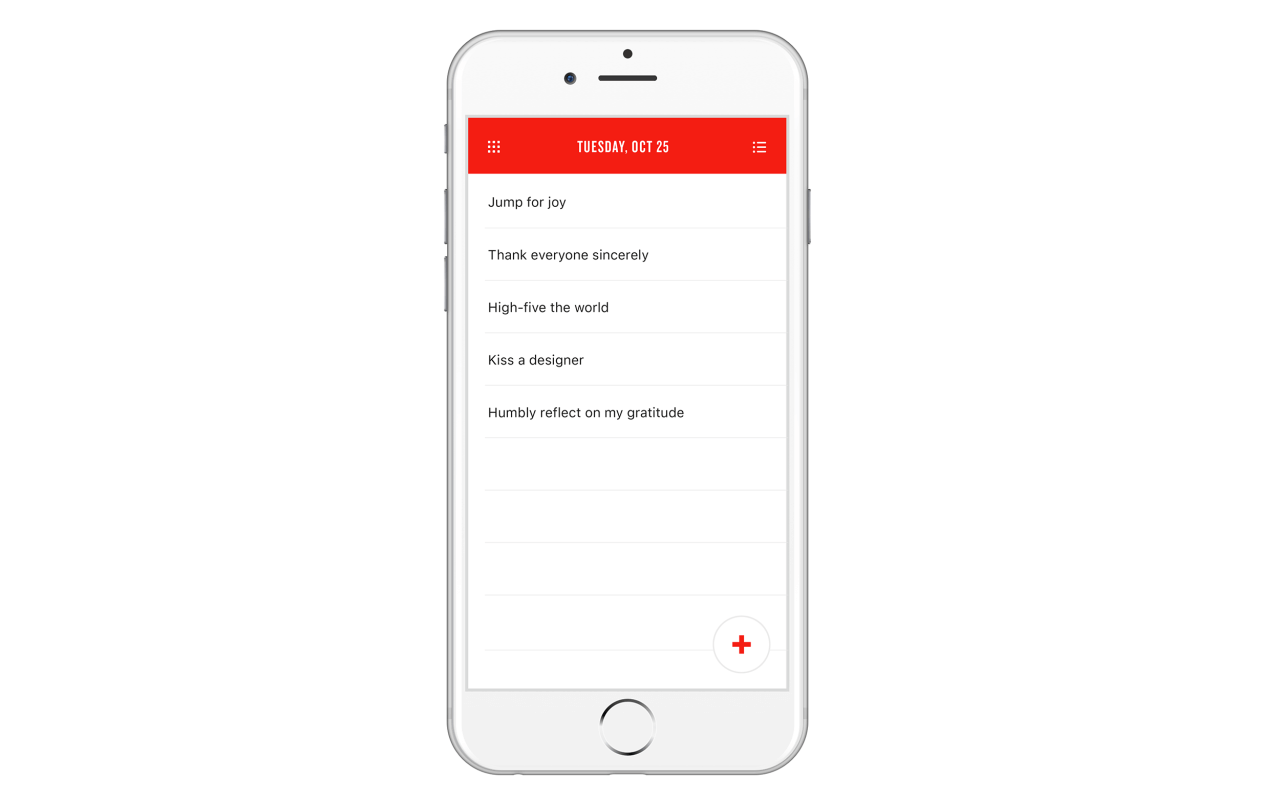 TUESDAY, OCT 25
Jump for joy
Thank everyone sincerely
High-five the world
Kiss a designer
Humbly reflect on my gratitude